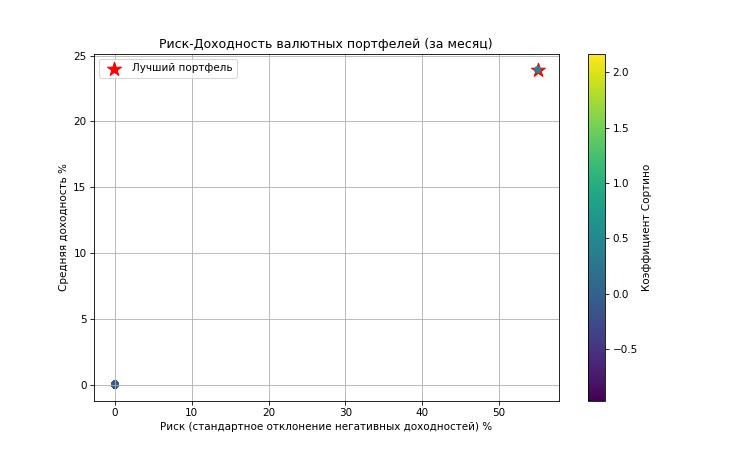 Риск-Доходность валютных портфелей (за месяц)
Лучший портфель
25
20
15
10
5
0
Средняя доходность %
0 10 20 30 40 50
Риск (стандартное отклонение негативных доходностей) %
2.0
1.5
1.0
0.5
0.0
−0.5
Коэффициент Сортино